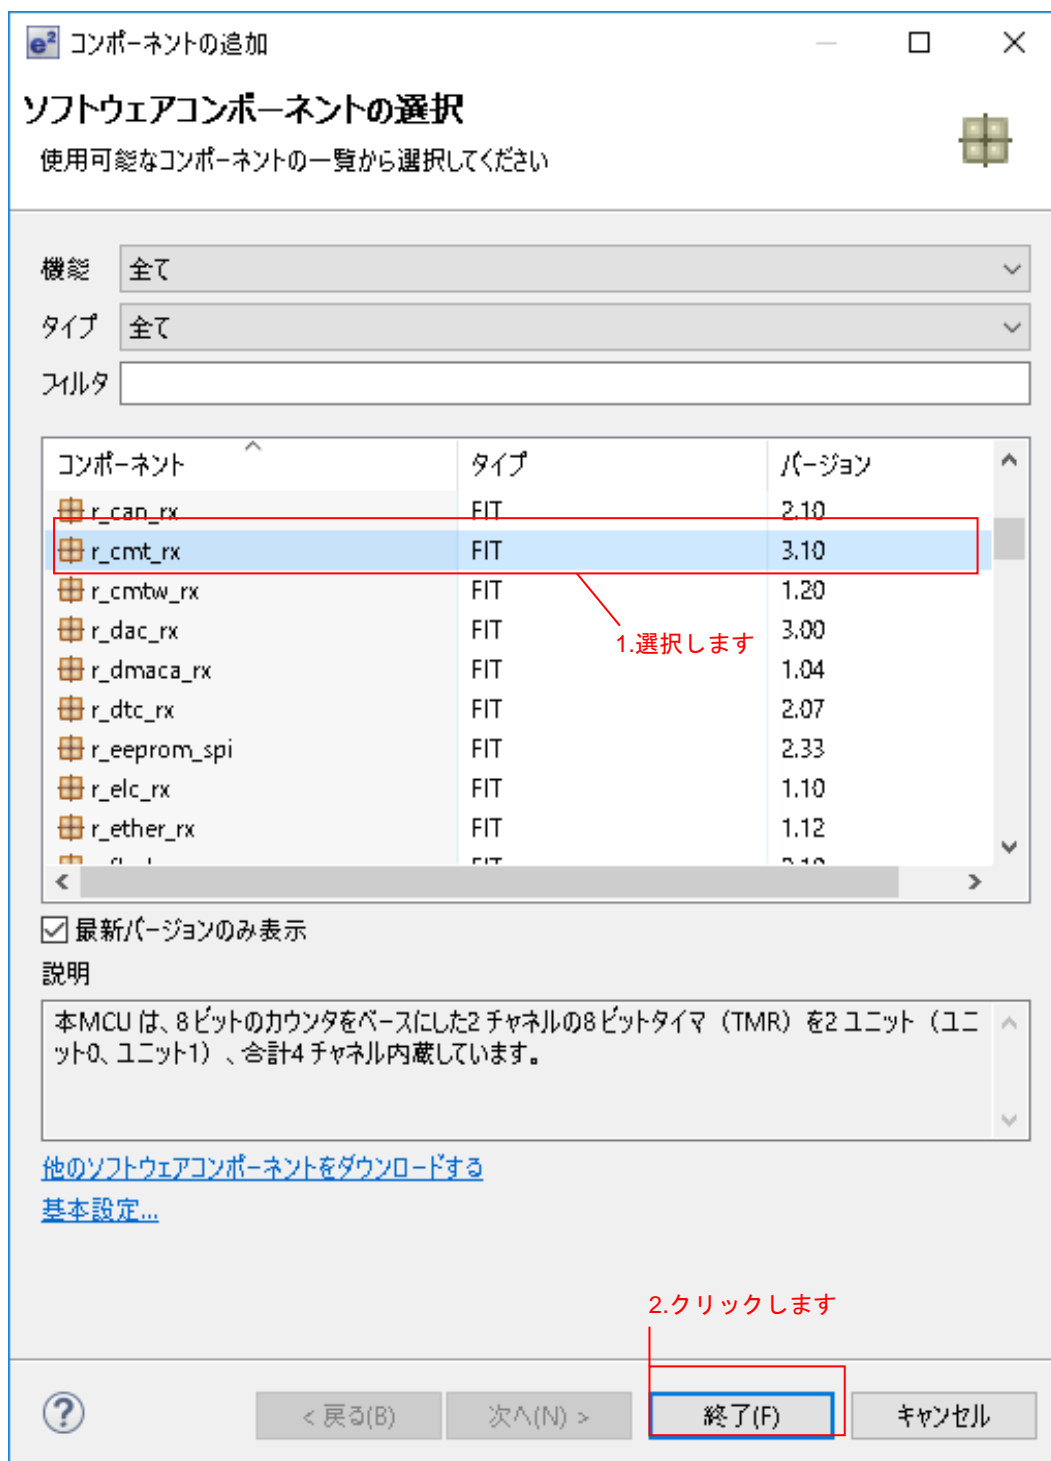 e² コンポーネントの追加
ソフトウェアコンポーネントの選択
使用可能なコンポーネントの一覧から選択してください
機能 全て
タイプ 全て
フィルタ
コンポーネント タイプ バージョン
r_can_rx FIT 2.10
r_cmt_rx FIT 3.10
r_cmtw_rx FIT 1.20
r_dac_rx FIT 3.00
1.選択します
r_dmaca_rx FIT 1.04
r_dtc_rx FIT 2.07
r_eeprom_spi FIT 2.33
r_elc_rx FIT 1.10
r_ether_rx FIT 1.12
最新バージョンのみ表示
説明
本MCU は、8 ビットのカウンタをベースにした2 チャネルの8 ビットタイマ（TMR）を2 ユニット（ユニ
ット0、ユニット1）、合計4 チャネル内蔵しています。
他のソフトウェアコンポーネントをダウンロードする
基本設定...
2.クリックします
? < 戻る(B) 次へ(N) > 終了(F) キャンセル